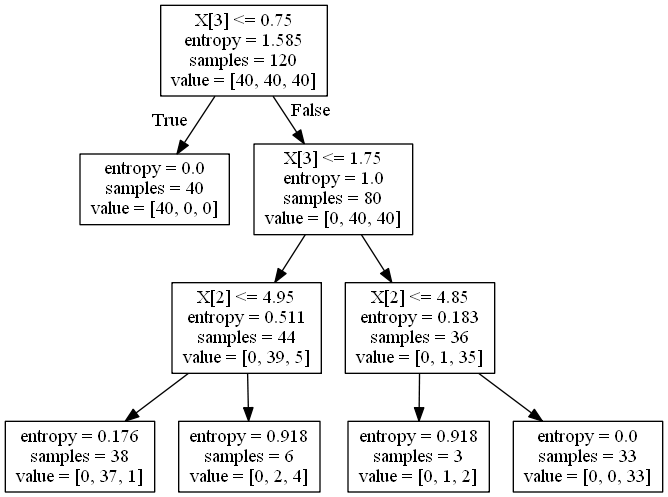 X[3] <= 0.75
entropy = 1.585
samples = 120
value = [40, 40, 40]
True
False
entropy = 0.0
samples = 40
value = [40, 0, 0]
X[3] <= 1.75
entropy = 1.0
samples = 80
value = [0, 40, 40]
X[2] <= 4.95
entropy = 0.511
samples = 44
value = [0, 39, 5]
X[2] <= 4.85
entropy = 0.183
samples = 36
value = [0, 1, 35]
entropy = 0.176
samples = 38
value = [0, 37, 1]
entropy = 0.918
samples = 6
value = [0, 2, 4]
entropy = 0.918
samples = 3
value = [0, 1, 2]
entropy = 0.0
samples = 33
value = [0, 0, 33]